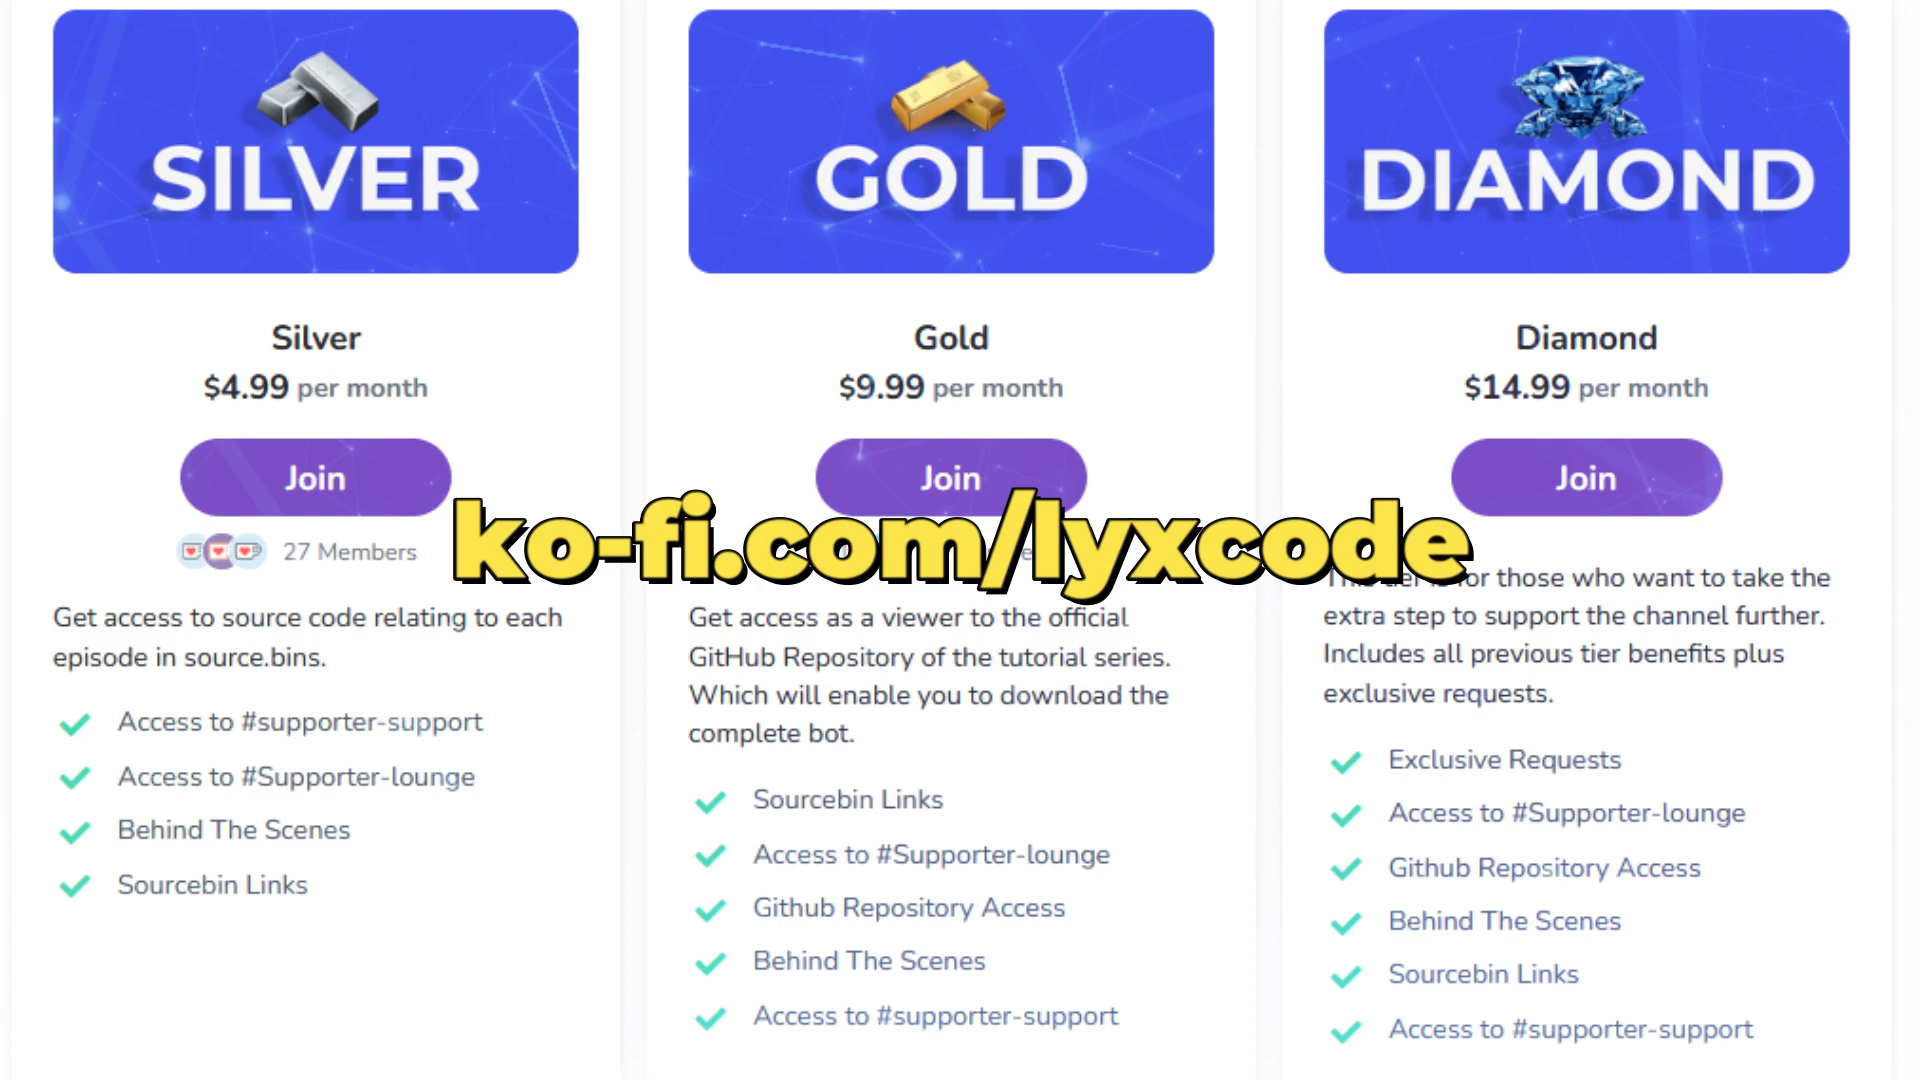 SILVER
Silver
$4.99 per month
Join
27 Members
Get access to source code relating to each
episode in source.bins.
Access to #supporter-support
Access to #Supporter-lounge
Behind The Scenes
Sourcebin Links
GOLD
Gold
$9.99 per month
Join
Get access as a viewer to the official
GitHub Repository of the tutorial series.
Which will enable you to download the
complete bot.
Sourcebin Links
Access to #Supporter-lounge
Github Repository Access
Behind The Scenes
Access to #supporter-support
DIAMOND
Diamond
$14.99 per month
Join
This tier is for those who want to take the
extra step to support the channel further.
Includes all previous tier benefits plus
exclusive requests.
Exclusive Requests
Access to #Supporter-lounge
Github Repository Access
Behind The Scenes
Sourcebin Links
Access to #supporter-support
ko-fi.com/lyxcode